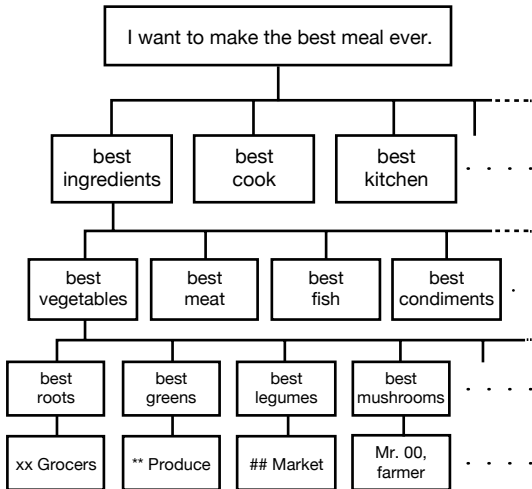 I want to make the best meal ever.
best
ingredients
best
cook
best
kitchen
. . . .
best
vegetables
best
meat
best
fish
best
condiments
.
best
roots
best
greens
best
legumes
best
mushrooms
. . . .
xx Grocers
** Produce
## Market
Mr. 00,
farmer
. . . .